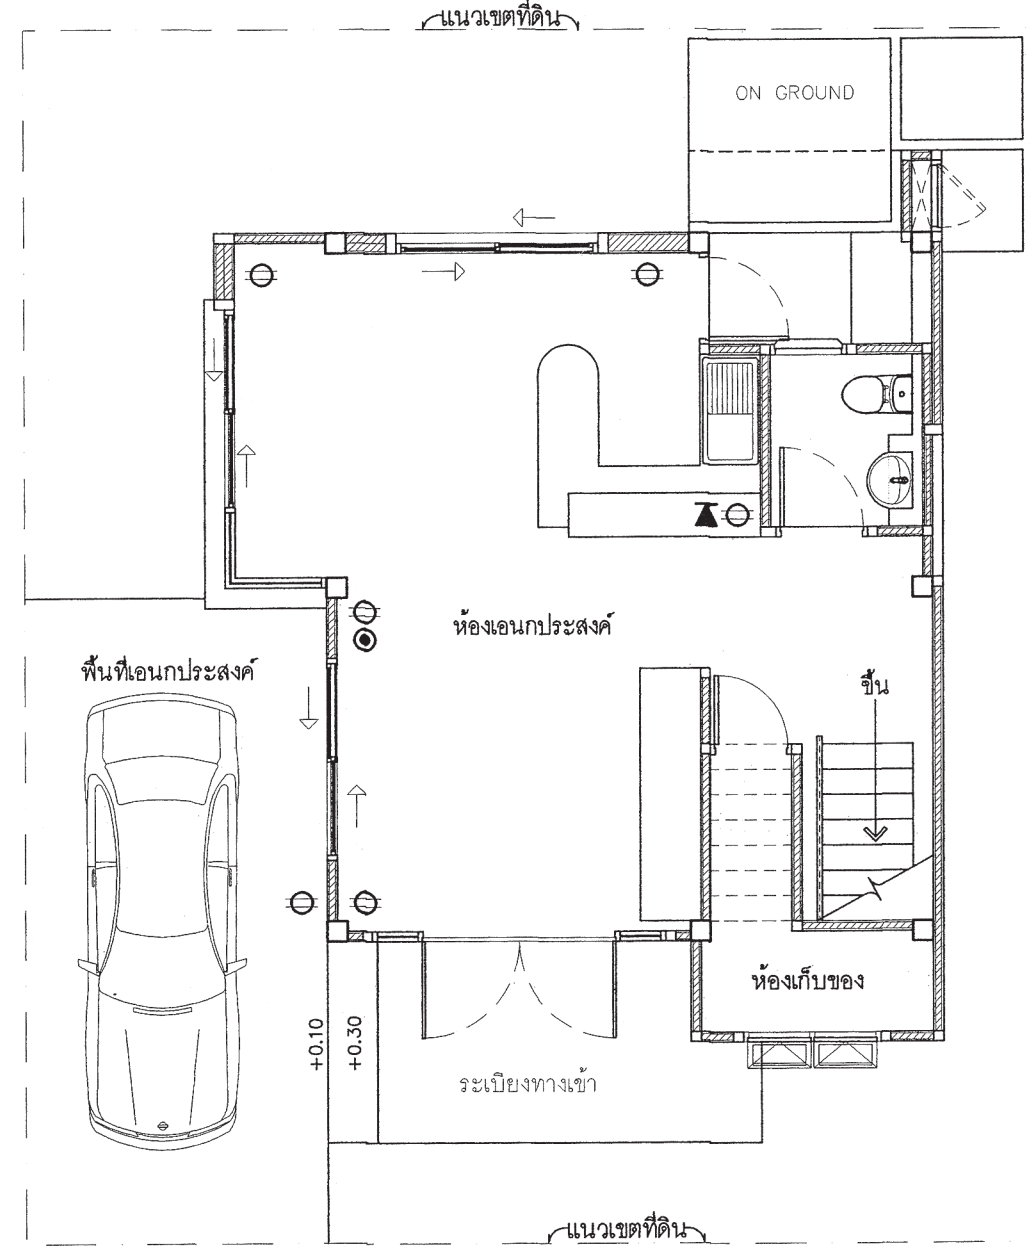 แนวเขตที่ดิน
ON GROUND
ห้องเอนกประสงค์
พื้นที่เอนกประสงค์
ขึ้น
ห้องเก็บของ
+0.10
+0.30
ระเบียงทางเข้า
แนวเขตที่ดิน